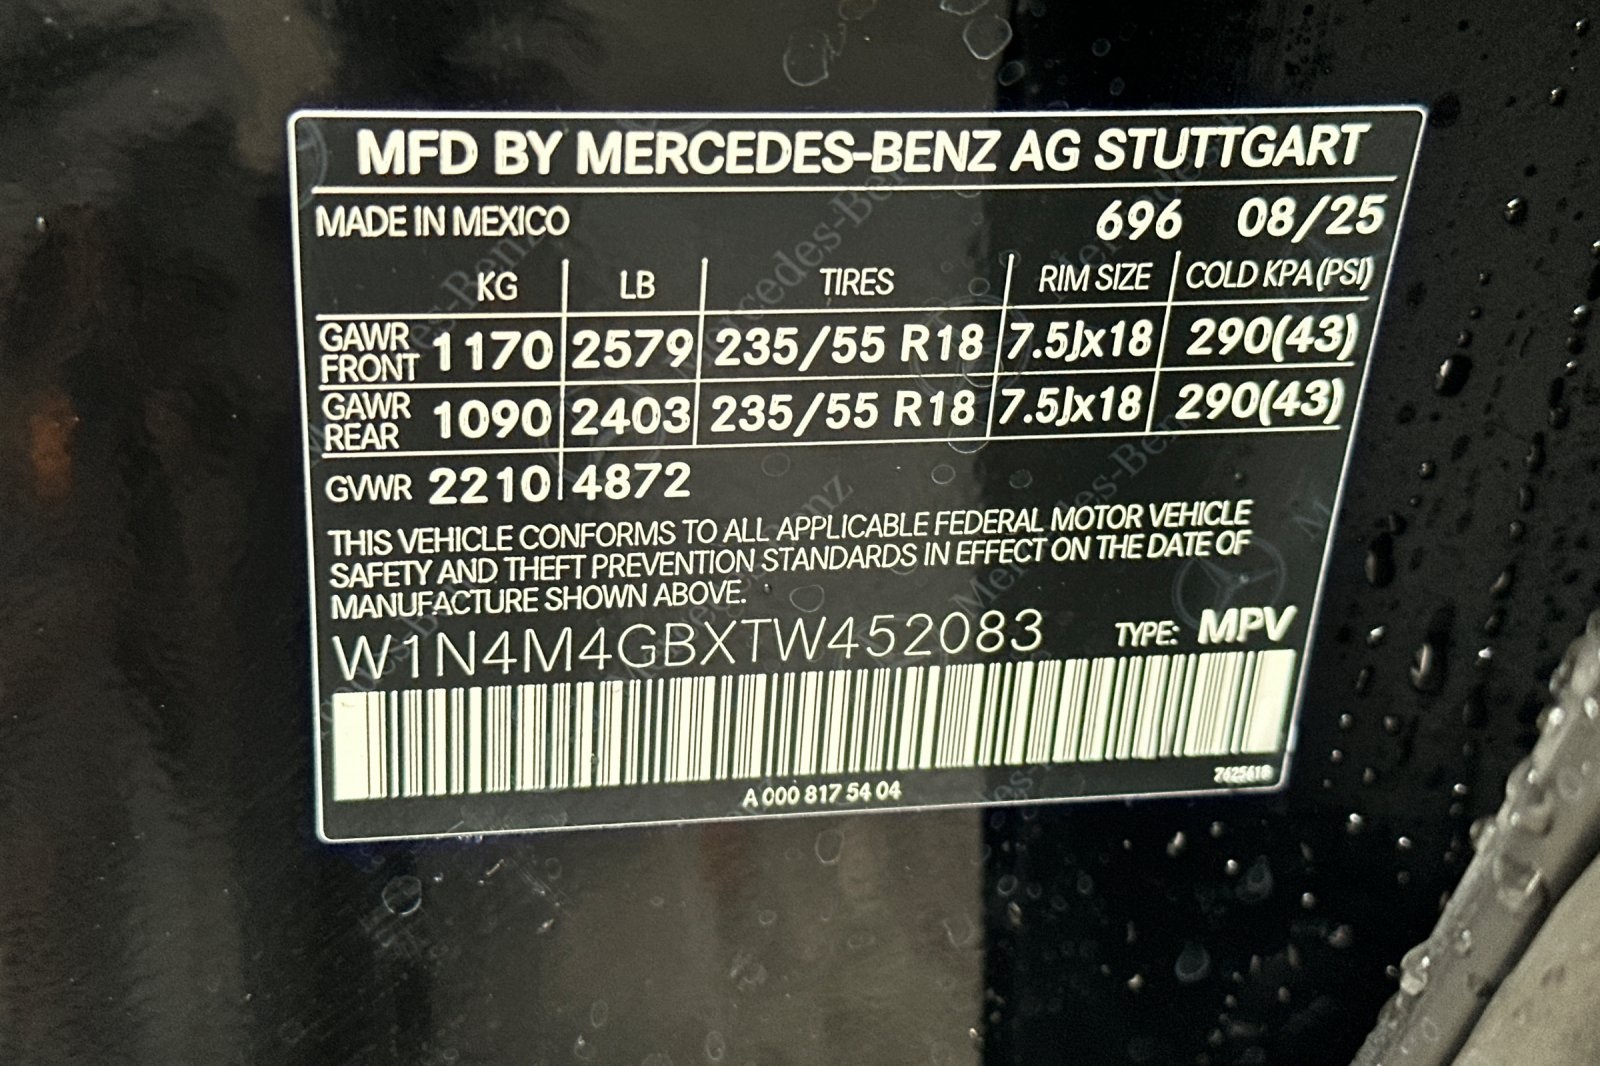 MFD BY MERCEDES-BENZ AG STUTTGART
MADE IN MEXICO 696 08/25
KG LB TIRES RIM SIZE COLD KPA(PSI)
GAWR FRONT 1170 2579 235/55 R18 7.5Jx18 290(43)
GAWR REAR 1090 2403 235/55 R18 7.5Jx18 290(43)
GVWR 2210 4872
THIS VEHICLE CONFORMS TO ALL APPLICABLE FEDERAL MOTOR VEHICLE
SAFETY AND THEFT PREVENTION STANDARDS IN EFFECT ON THE DATE OF
MANUFACTURE SHOWN ABOVE.
W1N4M4GBXTW452083 TYPE: MPV
A 000 817 54 04